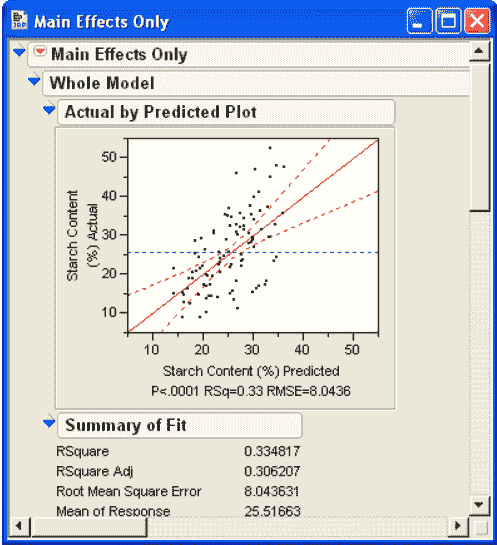 Main Effects Only
Main Effects Only
Whole Model
Actual by Predicted Plot
50
40
30
20
10
Starch Content
(%) Actual
10 20 30 40 50
Starch Content (%) Predicted
P<.0001 RSq=0.33 RMSE=8.0436
Summary of Fit
RSquare 0.334817
RSquare Adj 0.306207
Root Mean Square Error 8.043631
Mean of Response 25.51663